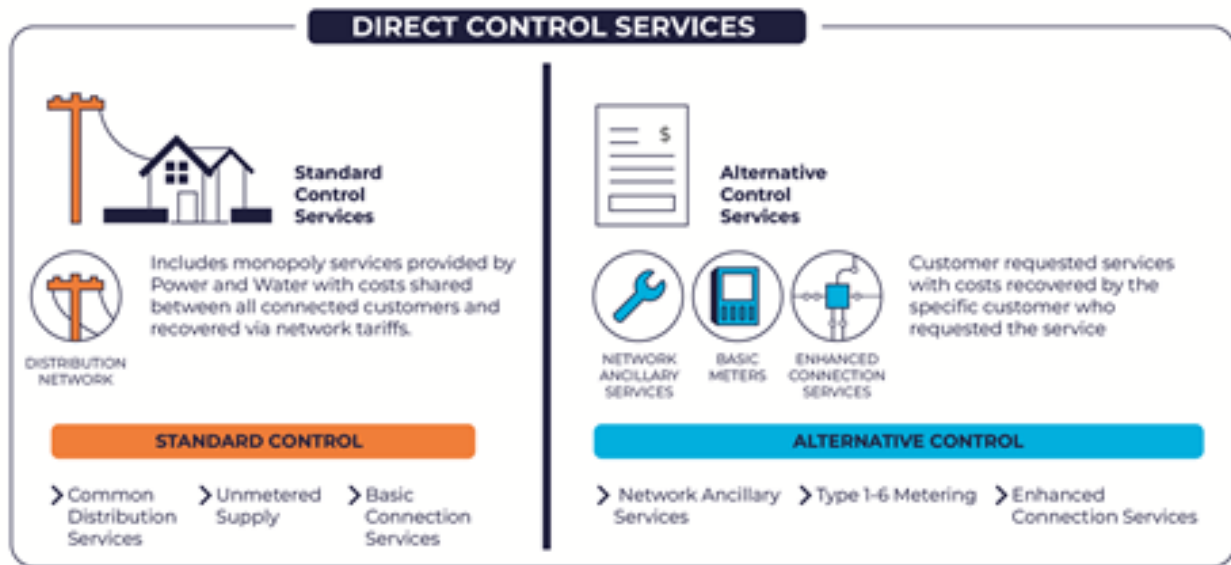 DIRECT CONTROL SERVICES
Standard
Control
Services
Includes monopoly services provided by
Power and Water with costs shared
between all connected customers and
recovered via network tariffs.
DISTRIBUTION
NETWORK
STANDARD CONTROL
Common
Distribution
Services
Unmetered
Supply
Basic
Connection
Services
$
Alternative
Control
Services
Customer requested services
with costs recovered by the
specific customer who
requested the service
NETWORK
ANCILLARY
SERVICES
BASIC
METERS
ENHANCED
CONNECTION
SERVICES
ALTERNATIVE CONTROL
Network Ancillary
Services
Type 1-6 Metering
Enhanced
Connection Services